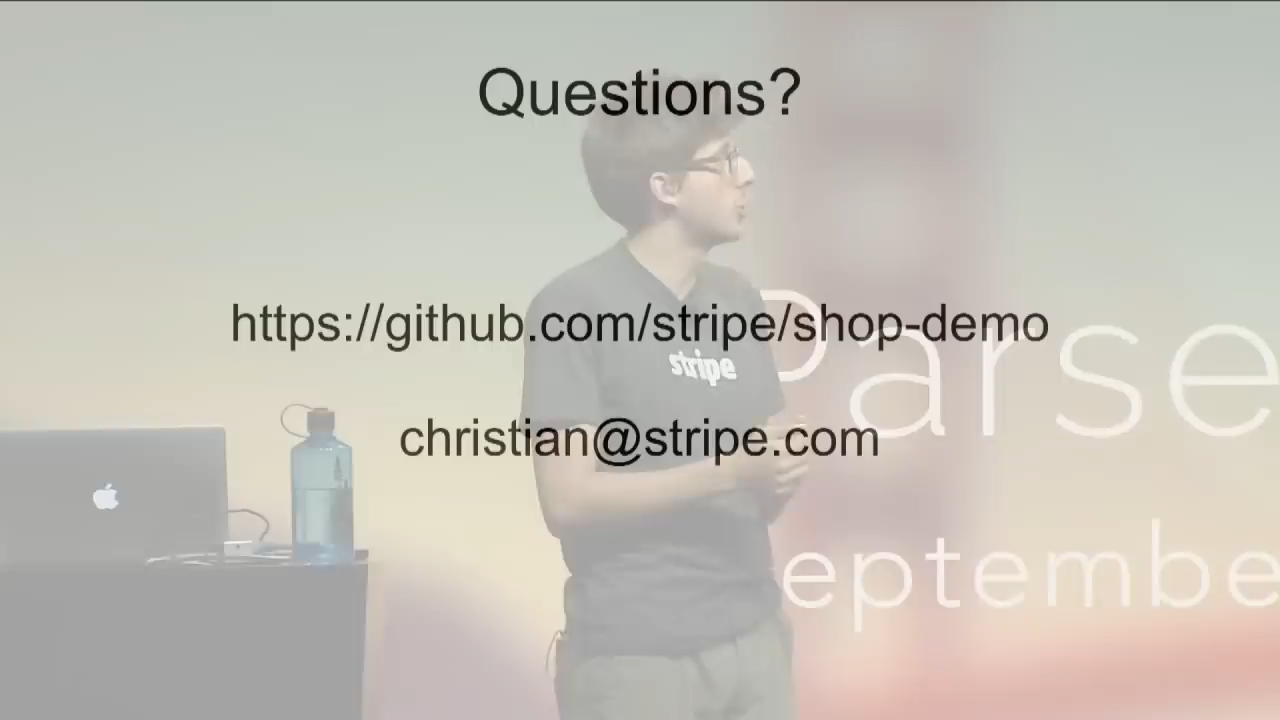 Questions?
https://github.com/stripe/shop-demo
stripe
Parse
christian@stripe.com
eptembe